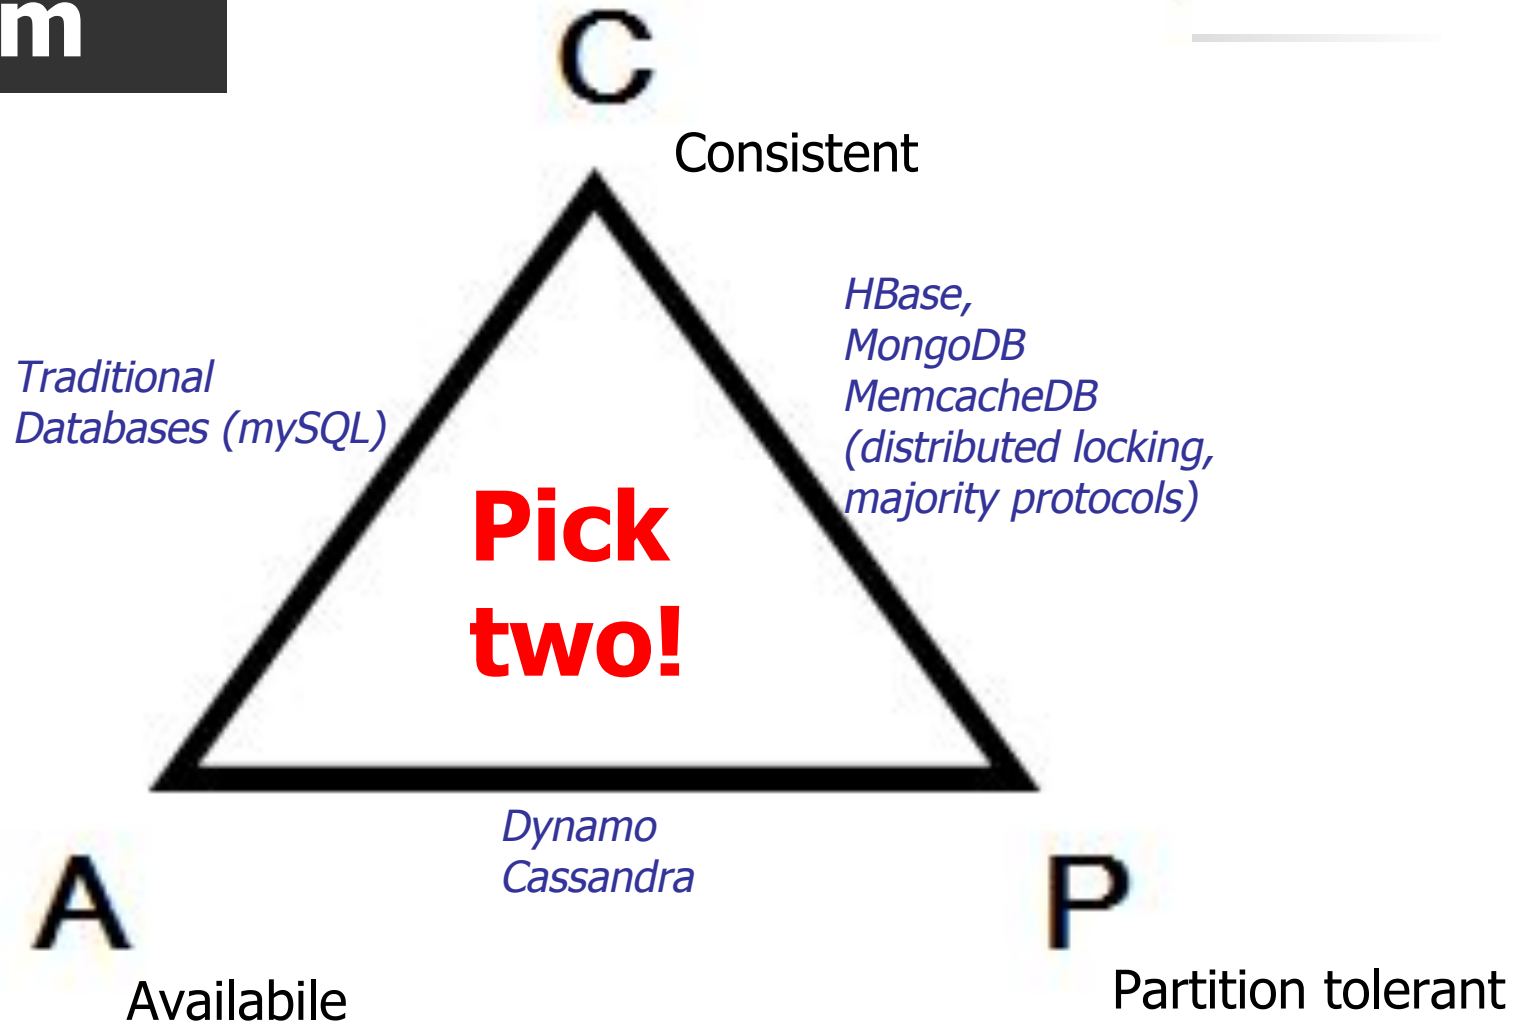 m
C
Consistent
HBase,
MongoDB
MemcacheDB
(distributed locking,
majority protocols)
Traditional
Databases (mySQL)
Pick
two!
Dynamo
Cassandra
A
P
Availabile
Partition tolerant